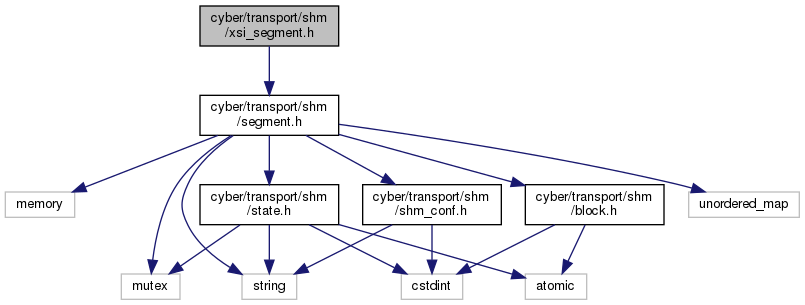 cyber/transport/shm
/xsi_segment.h
cyber/transport/shm
/segment.h
memory
cyber/transport/shm
/state.h
cyber/transport/shm
/shm_conf.h
cyber/transport/shm
/block.h
unordered_map
mutex
string
cstdint
atomic